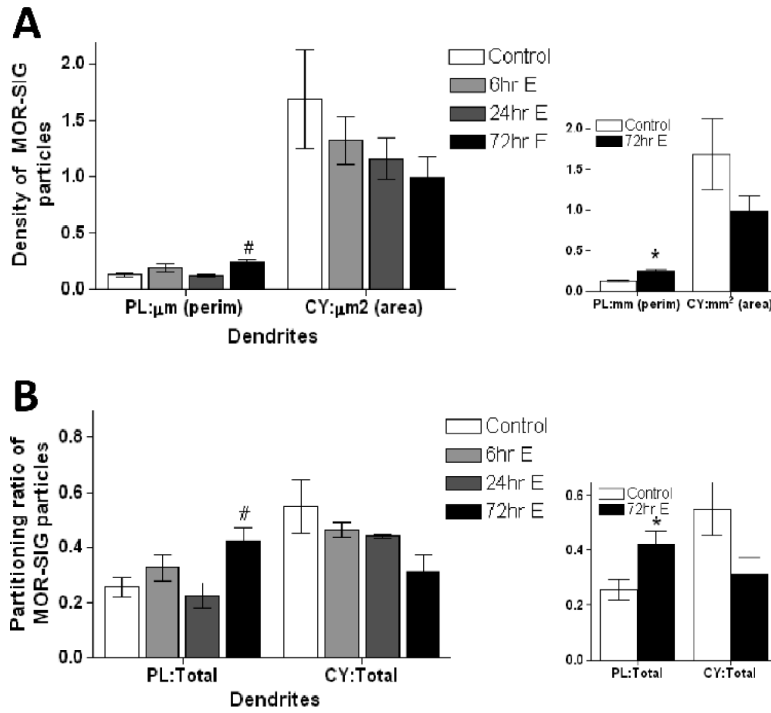 A
Density of MOR-SIG
particles
2.0
1.5
1.0
0.5
0.0
#
PL:μm (perim)
CY:μm2 (area)
Dendrites
Control
6hr E
24hr E
72hr E
2.0
1.5
1.0
0.5
0.0
Control
72hr E
*
PL:mm (perim)
CY:mm² (area)
B
Partitioning ratio of
MOR-SIG particles
0.8
0.6
0.4
0.2
0.0
#
PL:Total
CY:Total
Dendrites
Control
6hr E
24hr E
72hr E
0.6
0.4
0.2
0.0
Control
72hr E
*
PL:Total
CY:Total